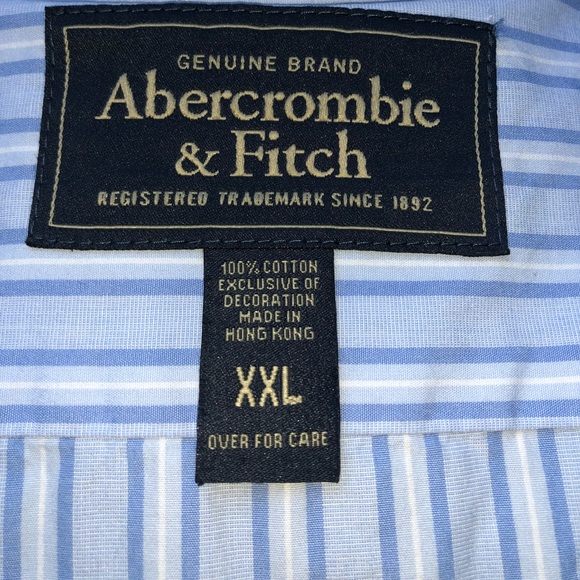 GENUINE BRAND
Abercrombie
& Fitch
REGISTERED TRADEMARK SINCE 1892
100% COTTON
EXCLUSIVE OF
DECORATION
MADE IN
HONG KONG
XXL
OVER FOR CARE